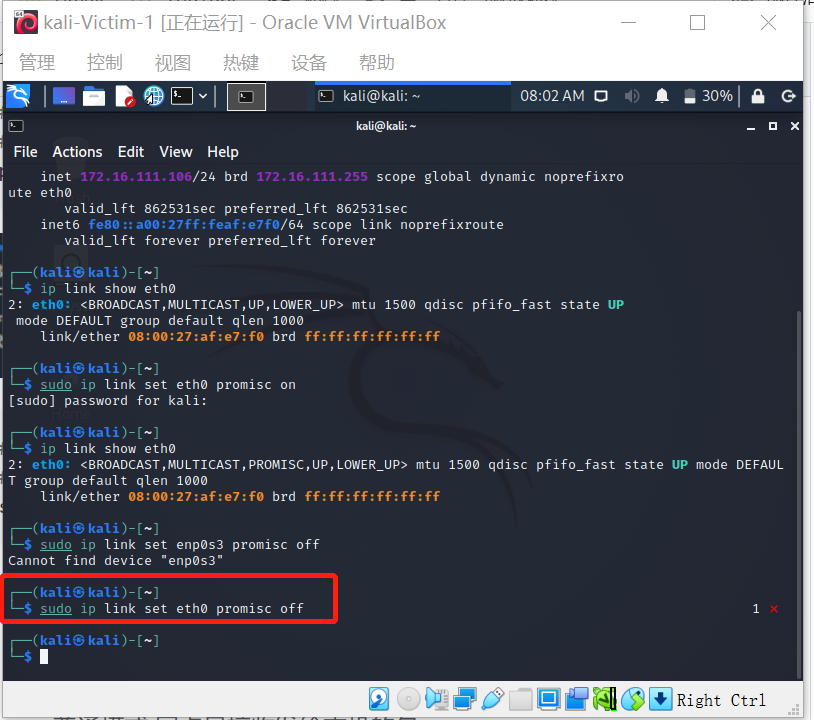 kali-Victim-1 [正在运行] - Oracle VM VirtualBox
管理 控制 视图 热键 设备 帮助
kali@kali: ~ 08:02 AM 30%
kali@kali: ~
File Actions Edit View Help
inet 172.16.111.106/24 brd 172.16.111.255 scope global dynamic noprefixro
ute eth0
valid_lft 862531sec preferred_lft 862531sec
inet6 fe80::a00:27ff:feaf:e7f0/64 scope link noprefixroute
valid_lft forever preferred_lft forever
┌──(kali㉿kali)-[~]
└─$ ip link show eth0
2: eth0: <BROADCAST,MULTICAST,UP,LOWER_UP> mtu 1500 qdisc pfifo_fast state UP
mode DEFAULT group default qlen 1000
link/ether 08:00:27:af:e7:f0 brd ff:ff:ff:ff:ff:ff
┌──(kali㉿kali)-[~]
└─$ sudo ip link set eth0 promisc on
[sudo] password for kali:
┌──(kali㉿kali)-[~]
└─$ ip link show eth0
2: eth0: <BROADCAST,MULTICAST,PROMISC,UP,LOWER_UP> mtu 1500 qdisc pfifo_fast state UP mode DEFAUL
T group default qlen 1000
link/ether 08:00:27:af:e7:f0 brd ff:ff:ff:ff:ff:ff
┌──(kali㉿kali)-[~]
└─$ sudo ip link set enp0s3 promisc off
Cannot find device "enp0s3"
┌──(kali㉿kali)-[~]
└─$ sudo ip link set eth0 promisc off 1 ⨯
┌──(kali㉿kali)-[~]
└─$
Right Ctrl